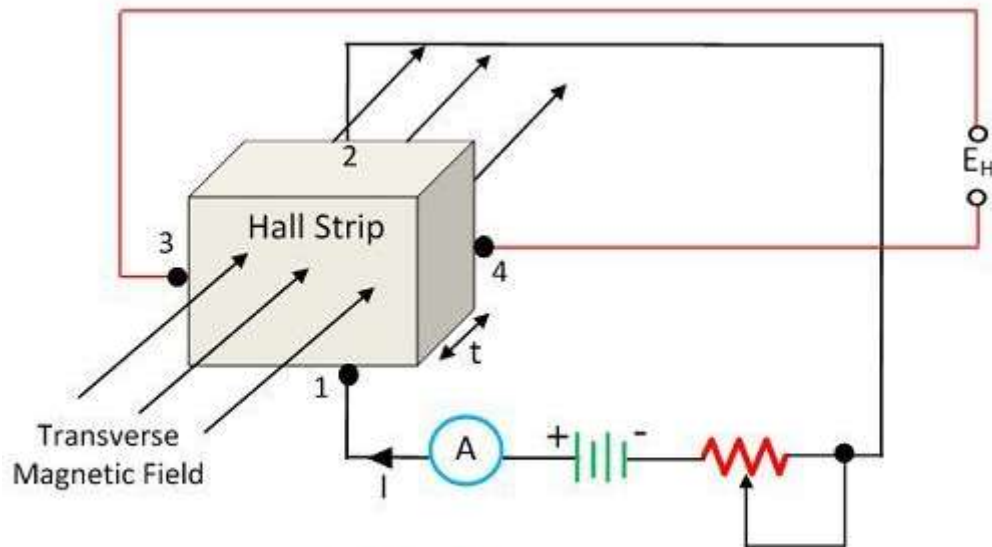 2
E_H
Hall Strip
3
4
t
1
Transverse
Magnetic Field
A
+
-
I